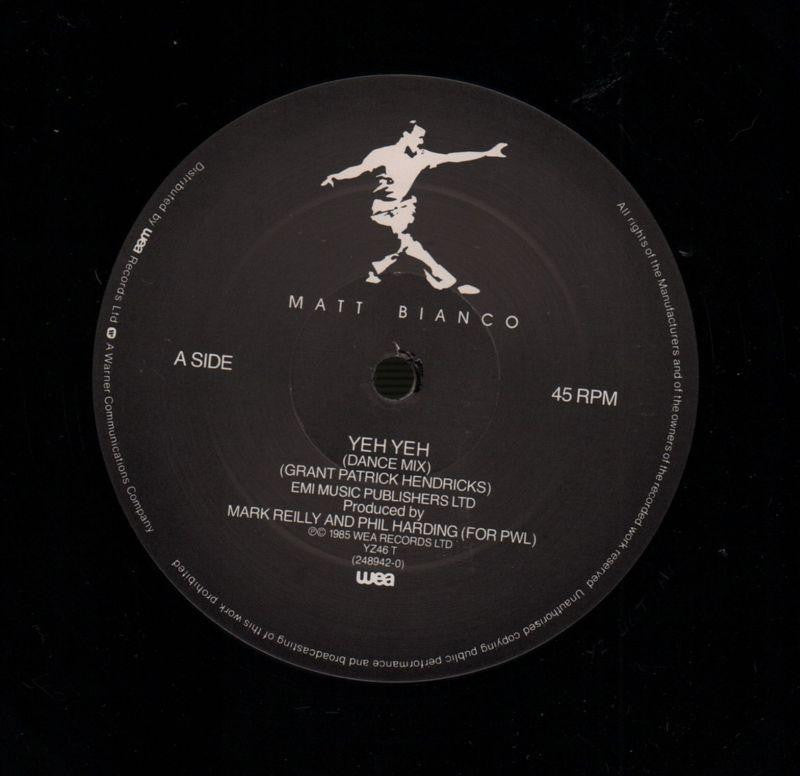 MATT BIANCO
A SIDE
45 RPM
YEH YEH
(DANCE MIX)
(GRANT PATRICK HENDRICKS)
EMI MUSIC PUBLISHERS LTD
Produced by
MARK REILLY AND PHIL HARDING (FOR PWL)
℗© 1985 WEA RECORDS LTD
YZ46 T
(248942-0)
wea
All rights of the Manufacturers and of the owners of the recorded work reserved Unauthorised copying public performance and broadcasting of this work prohibited
Distributed by wea Records Ltd W A Warner Communications Company